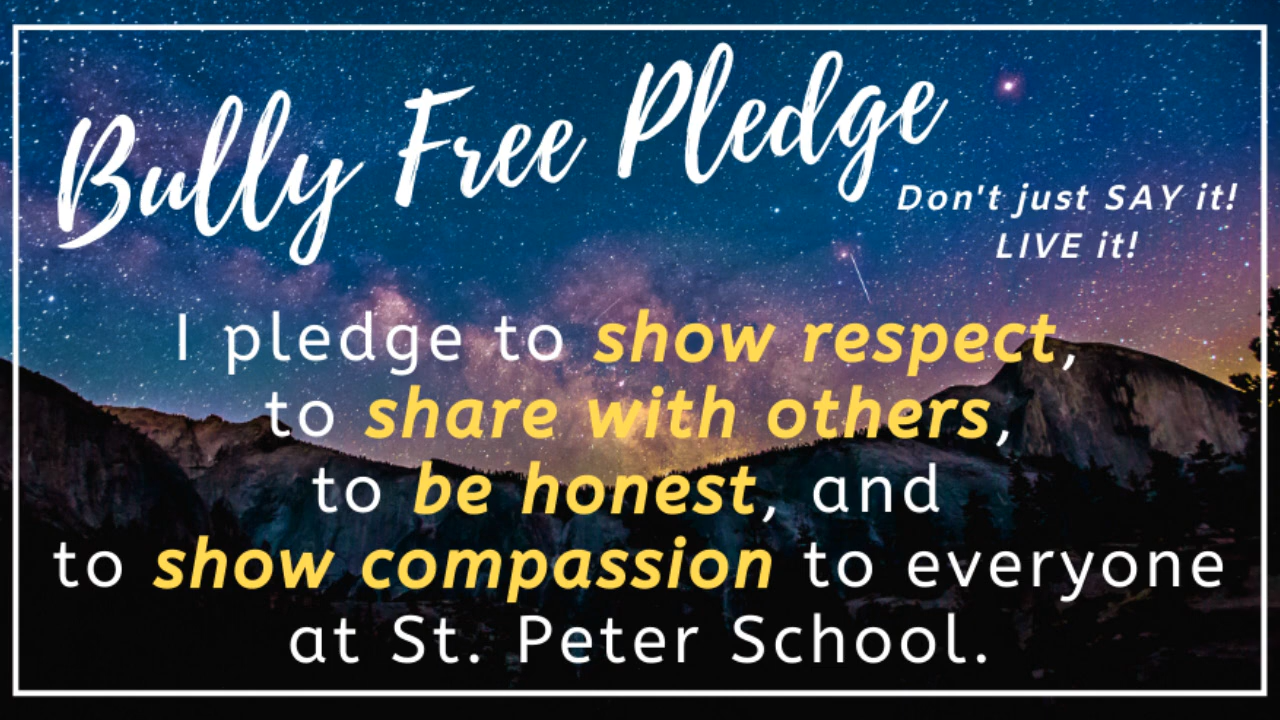 Bully Free Pledge
Don't just SAY it!
LIVE it!
I pledge to show respect,
to share with others,
to be honest, and
to show compassion to everyone
at St. Peter School.